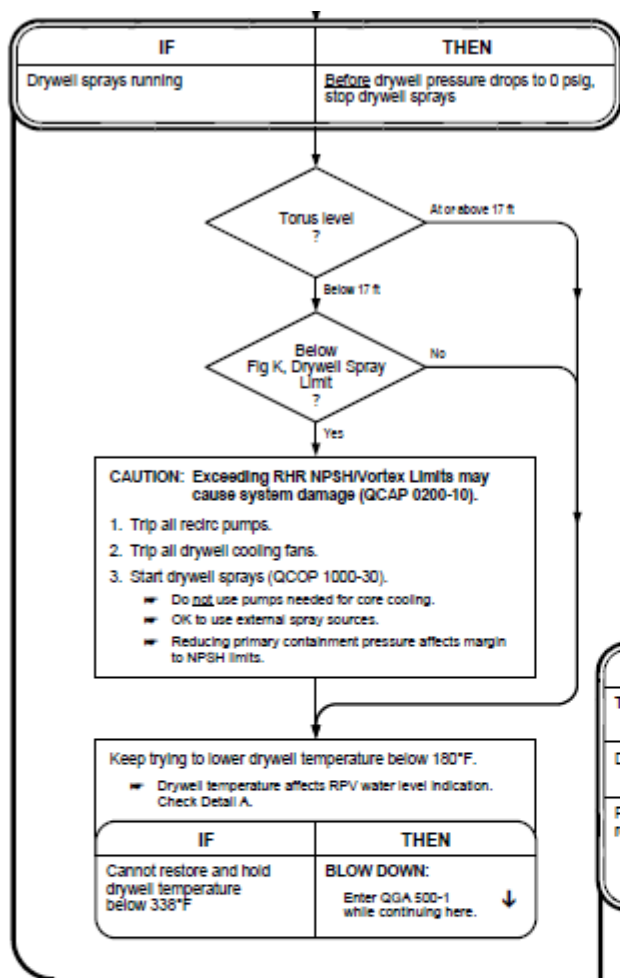 IF
THEN
Drywell sprays running
Before drywell pressure drops to 0 psig,
stop drywell sprays
Torus level
?
At or above 17 ft
Below 17 ft
Below
Fig K, Drywell Spray
Limit
?
No
Yes
CAUTION: Exceeding RHR NPSH/Vortex Limits may
cause system damage (QCAP 0200-10).
1. Trip all recirc pumps.
2. Trip all drywell cooling fans.
3. Start drywell sprays (QCOP 1000-30).
Do not use pumps needed for core cooling.
OK to use external spray sources.
Reducing primary containment pressure affects margin
to NPSH limits.
Keep trying to lower drywell temperature below 180°F.
Drywell temperature affects RPV water level indication.
Check Detail A.
IF
THEN
Cannot restore and hold
drywell temperature
below 338°F
BLOW DOWN:
Enter QGA 500-1
while continuing here.